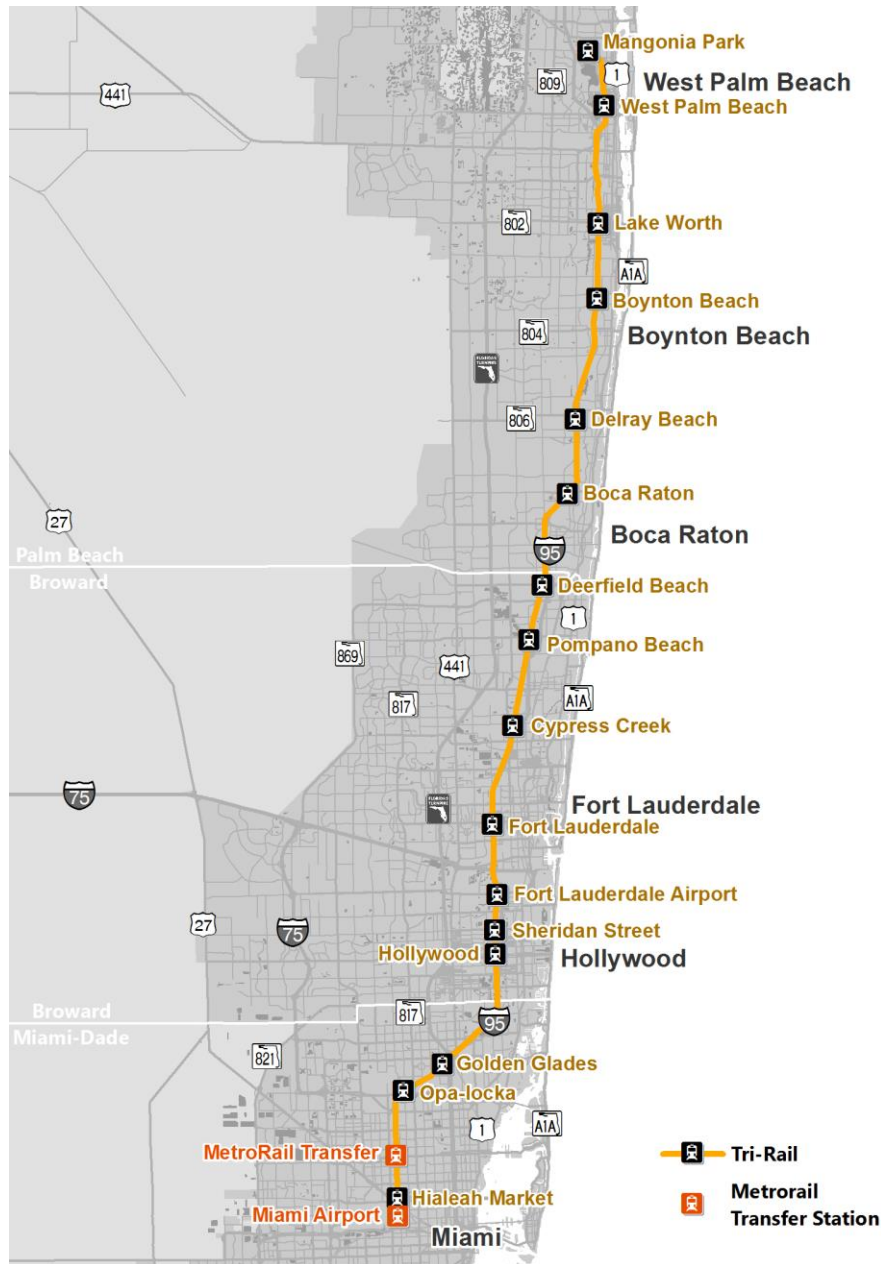 Mangonia Park
1
809
West Palm Beach
441
West Palm Beach
802
Lake Worth
A1A
Boynton Beach
804
Boynton Beach
FLORIDA
TURNPIKE
806
Delray Beach
Boca Raton
27
Boca Raton
95
Palm Beach
Broward
Deerfield Beach
1
869
441
Pompano Beach
817
A1A
Cypress Creek
75
Fort Lauderdale
FLORIDA
TURNPIKE
Fort Lauderdale
Fort Lauderdale Airport
27
75
Sheridan Street
Hollywood
Hollywood
Broward
Miami-Dade
817
95
821
Golden Glades
Opa-locka
1
A1A
MetroRail Transfer
Tri-Rail
Hialeah Market
Miami Airport
Metrorail
Transfer Station
Miami